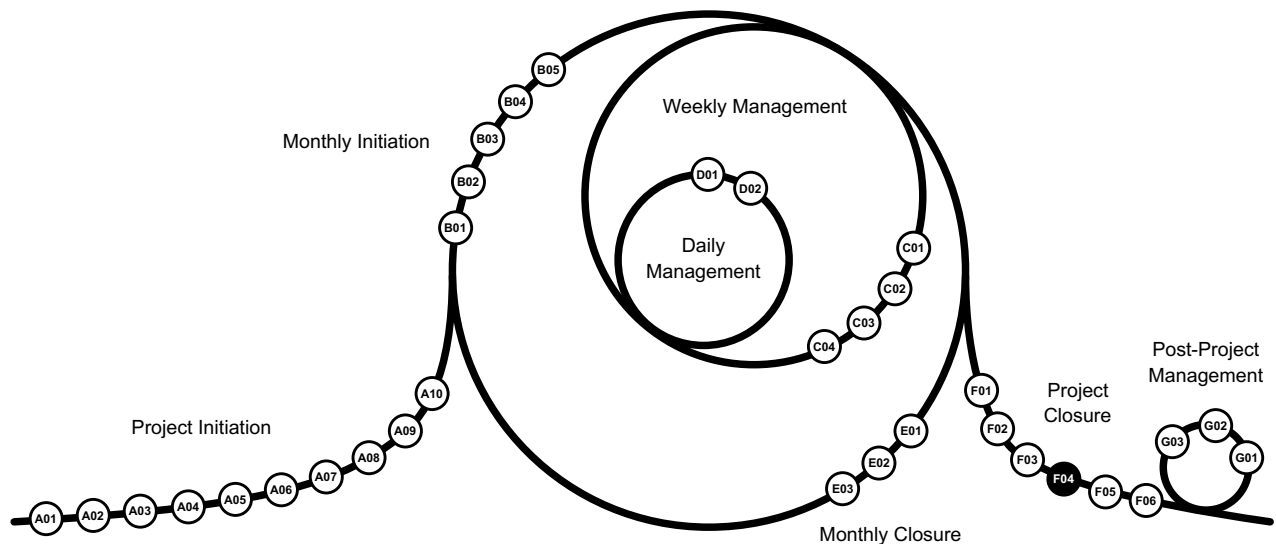 B05
B04
B03
B02
B01
Monthly Initiation
Weekly Management
D01
D02
Daily
Management
C01
C02
C03
C04
Project Initiation
A01
A02
A03
A04
A05
A06
A07
A08
A09
A10
E01
E02
E03
Monthly Closure
Project
Closure
F01
F02
F03
F04
F05
F06
Post-Project
Management
G03
G02
G01